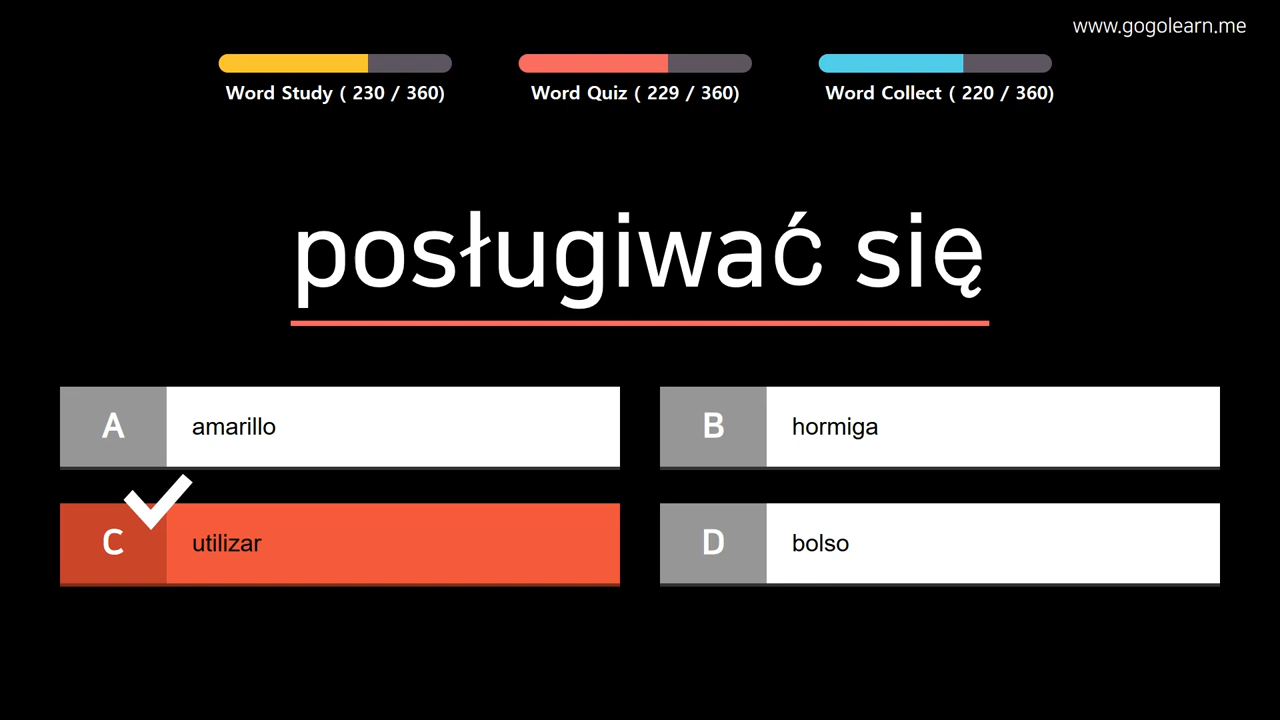 www.gogolearn.me
Word Study ( 230 / 360)
Word Quiz ( 229 / 360)
Word Collect ( 220 / 360)
posługiwać się
A
amarillo
B
hormiga
C
utilizar
D
bolso